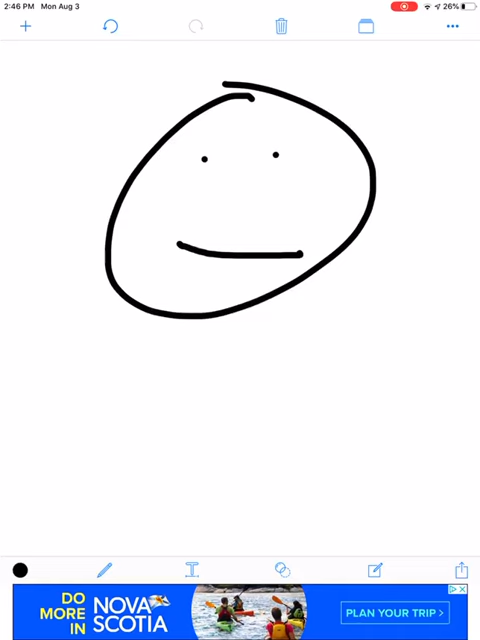 2:46 PM Mon Aug 3 26%
T
DO
MORE
IN
NOVA
SCOTIA
PLAN YOUR TRIP >